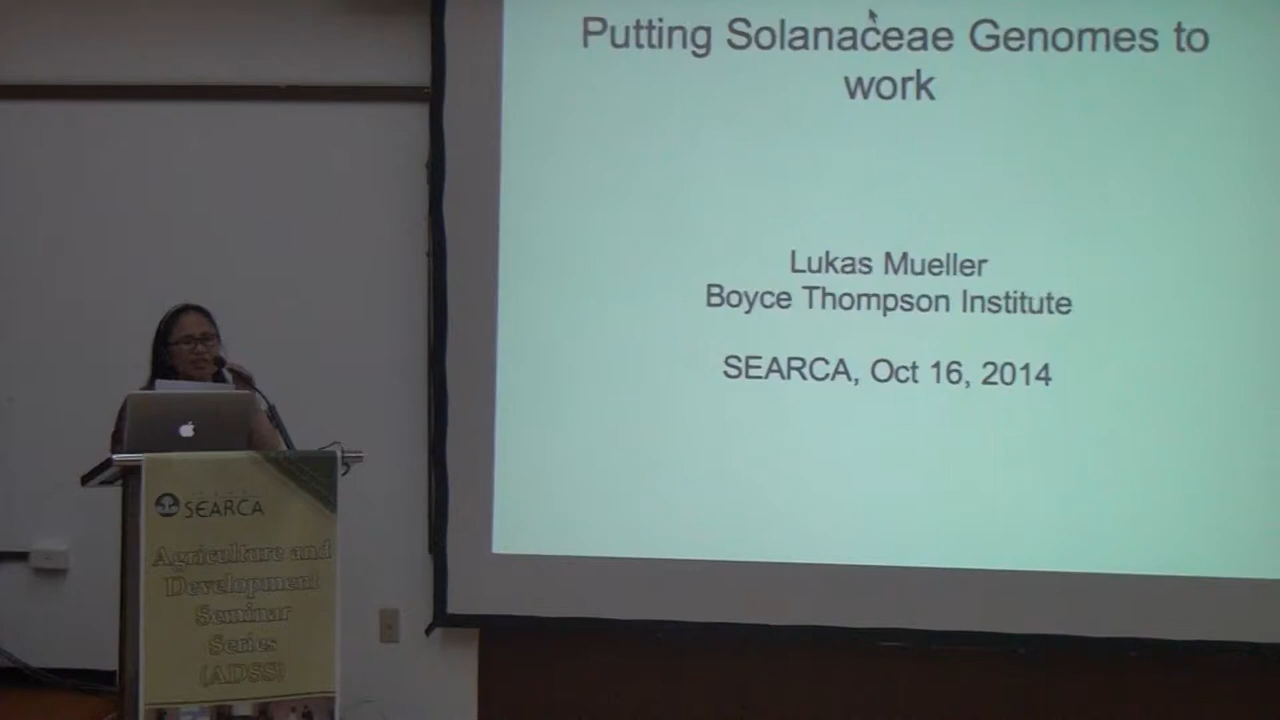 Putting Solanaceae Genomes to
work
Lukas Mueller
Boyce Thompson Institute
SEARCA, Oct 16, 2014
SEARCA
Agriculture and
Development
Seminar
Series
(ADSS)